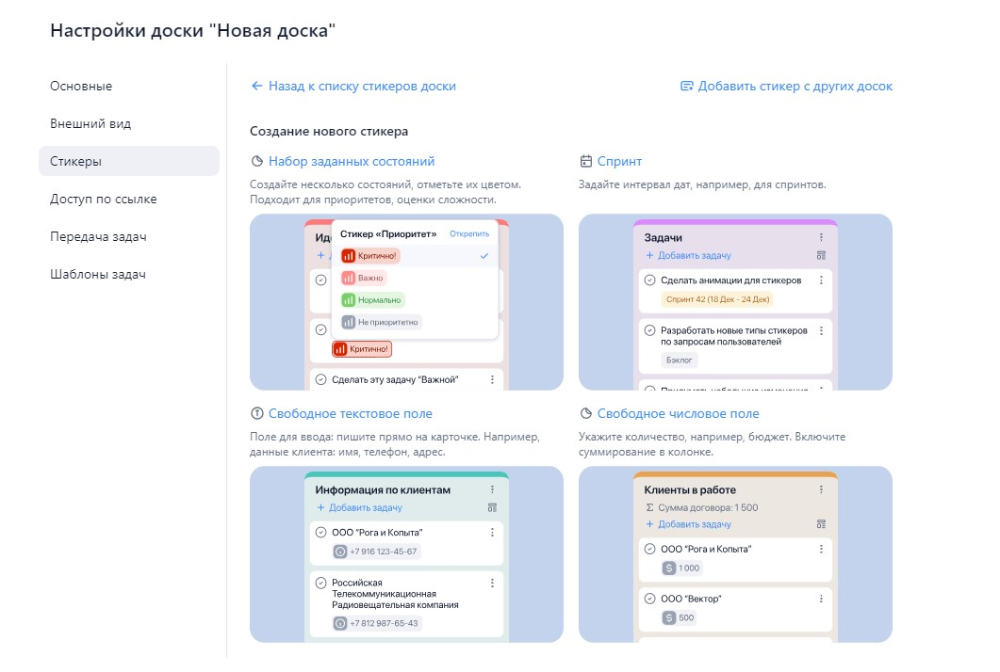 Настройки доски "Новая доска"
Основные
Внешний вид
Стикеры
Доступ по ссылке
Передача задач
Шаблоны задач
Назад к списку стикеров доски
Добавить стикер с других досок
Создание нового стикера
Набор заданных состояний
Создайте несколько состояний, отметьте их цветом.
Подходит для приоритетов, оценки сложности.
Стикер «Приоритет»
Открепить
Критично!
Важно
Нормально
Не приоритетно
Критично!
Сделать эту задачу "Важной"
Спринт
Задайте интервал дат, например, для спринтов.
Задачи
+ Добавить задачу
Сделать анимации для стикеров
Спринт 42 (18 Дек - 24 Дек)
Разработать новые типы стикеров
по запросам пользователей
Бэклог
Свободное текстовое поле
Поле для ввода: пишите прямо на карточке. Например,
данные клиента: имя, телефон, адрес.
Информация по клиентам
+ Добавить задачу
ООО "Рога и Копыта"
+7 916 123-45-67
Российская
Телекоммуникационная
Радиовещательная компания
+7 812 987-65-43
Свободное числовое поле
Укажите количество, например, бюджет. Включите
суммирование в колонке.
Клиенты в работе
Σ Сумма договора: 1 500
+ Добавить задачу
ООО "Рога и Копыта"
$ 1 000
ООО "Вектор"
$ 500